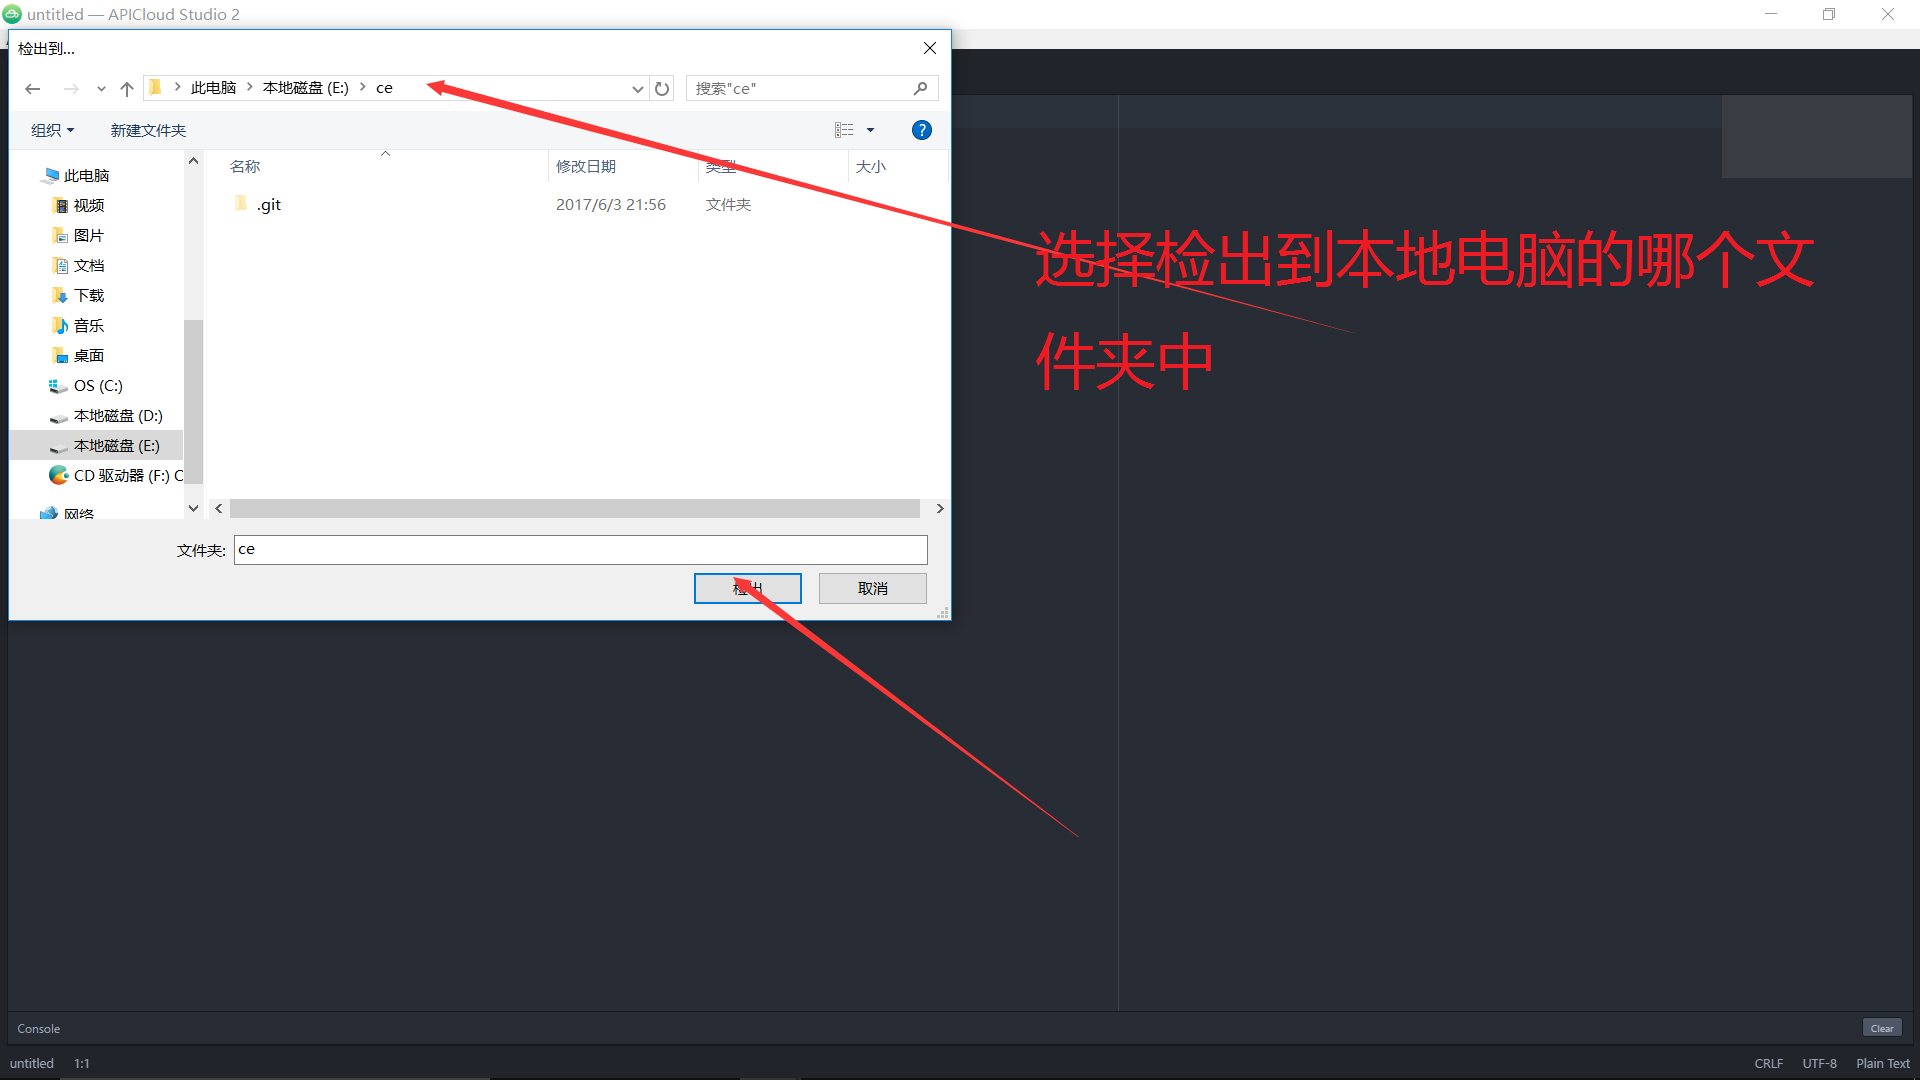 untitled — APICloud Studio 2
检出到...
此电脑 本地磁盘 (E:) ce
搜索"ce"
组织
新建文件夹
?
名称
修改日期
类型
大小
.git
2017/6/3 21:56
文件夹
此电脑
视频
图片
文档
下载
音乐
桌面
OS (C:)
本地磁盘 (D:)
本地磁盘 (E:)
CD 驱动器 (F:) C
网络
文件夹:
ce
检出
取消
选择检出到本地电脑的哪个文
件夹中
Console
Clear
untitled 1:1
CRLF UTF-8 Plain Text